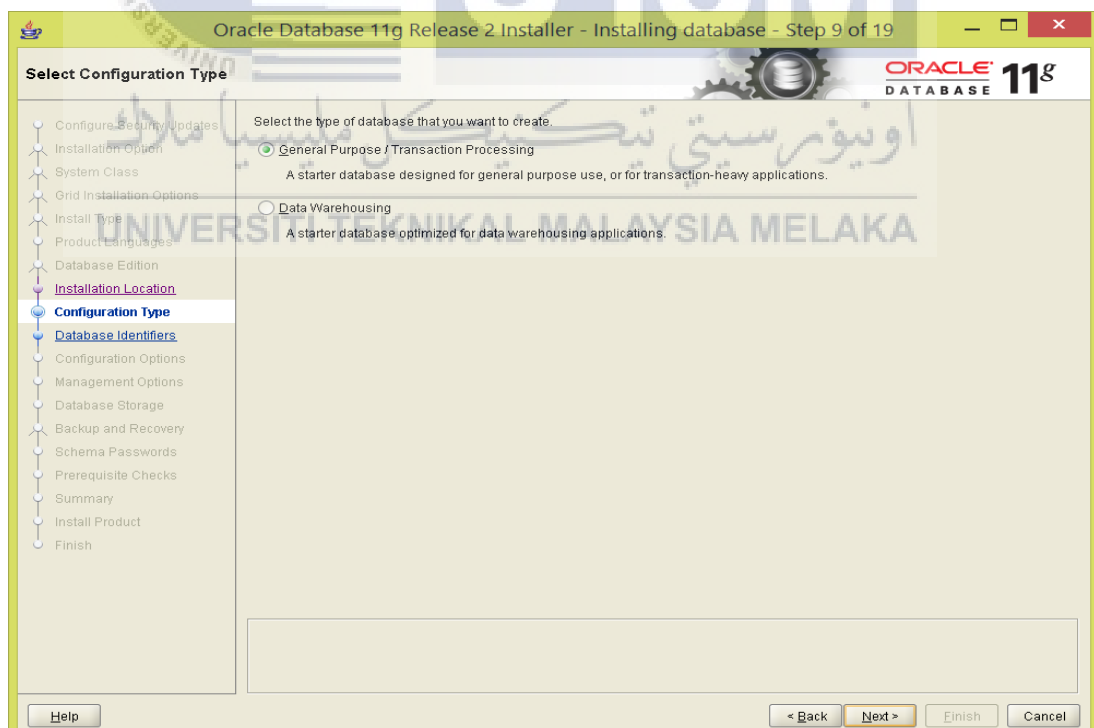 Oracle Database 11g Release 2 Installer - Installing database - Step 9 of 19
Select Configuration Type
ORACLE
DATABASE
11g
Configure Security Updates
Installation Option
System Class
Grid Installation Options
Install Type
Product Languages
Database Edition
Installation Location
Configuration Type
Database Identifiers
Configuration Options
Management Options
Database Storage
Backup and Recovery
Schema Passwords
Prerequisite Checks
Summary
Install Product
Finish
Select the type of database that you want to create.
General Purpose / Transaction Processing
A starter database designed for general purpose use, or for transaction-heavy applications.
Data Warehousing
A starter database optimized for data warehousing applications.
اونيۏرسيتي تيكنيكل مليسيا ملاك
UNIVERSITI TEKNIKAL MALAYSIA MELAKA
Help
< Back
Next >
Finish
Cancel